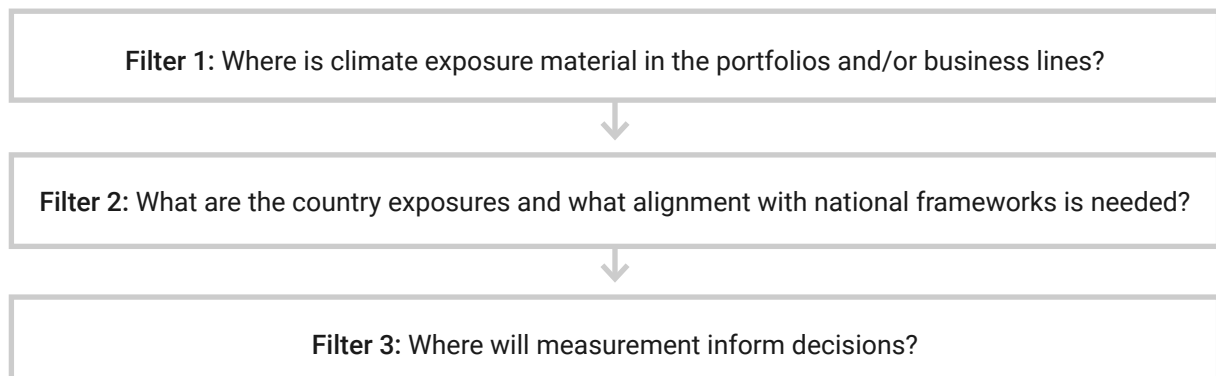 Filter 1: Where is climate exposure material in the portfolios and/or business lines?
Filter 2: What are the country exposures and what alignment with national frameworks is needed?
Filter 3: Where will measurement inform decisions?